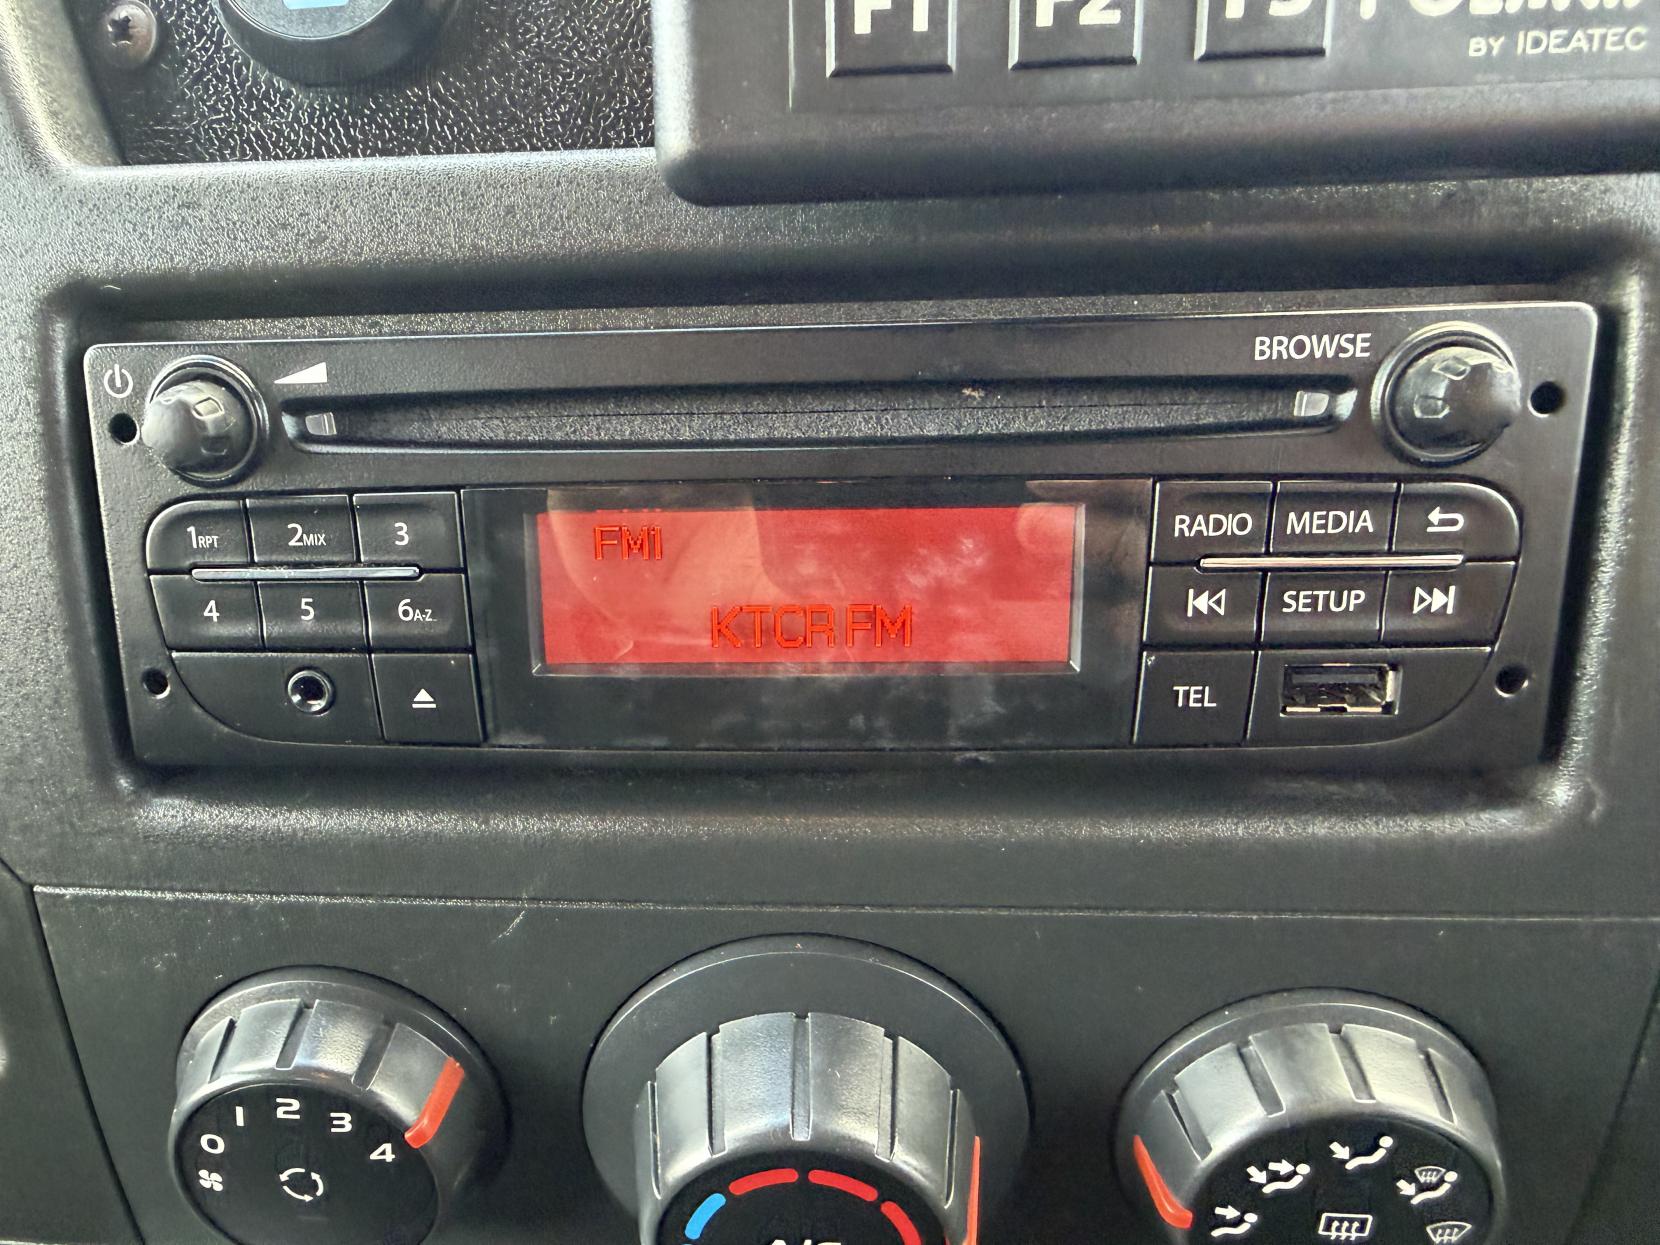 F1 F2 F3
BY IDEATEC
BROWSE
1RPT 2MIX 3
RADIO MEDIA
FM1
4 5 6A-Z
SETUP
KTCR FM
TEL
0 1 2 3 4